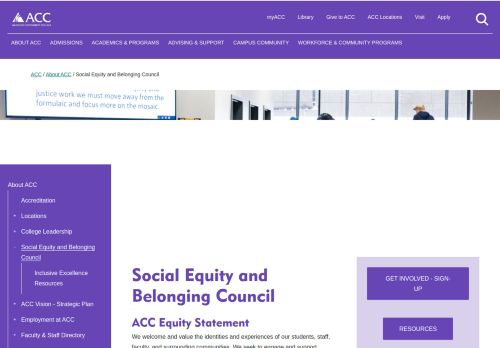 ACC
myACC
Library
Give to ACC
ACC Locations
Visit
Apply
ABOUT ACC
ADMISSIONS
ACADEMICS & PROGRAMS
ADVISING & SUPPORT
CAMPUS COMMUNITY
WORKFORCE & COMMUNITY PROGRAMS
ACC / About ACC / Social Equity and Belonging Council
justice work we must move away from the
formulaic and focus more on the mosaic.
About ACC
Accreditation
Locations
College Leadership
Social Equity and Belonging
Council
Inclusive Excellence
Resources
ACC Vision - Strategic Plan
Employment at ACC
Faculty & Staff Directory
Social Equity and
Belonging Council
ACC Equity Statement
We welcome and value the identities and experiences of our students, staff,
faculty, and surrounding communities. We seek to engage and support
GET INVOLVED - SIGN-
UP
RESOURCES